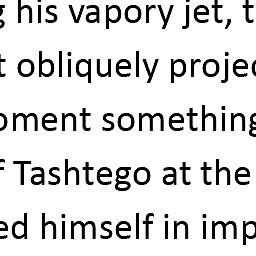 his vapory jet, t
obliquely projec
oment something
Tashtego at the
ed himself in imp